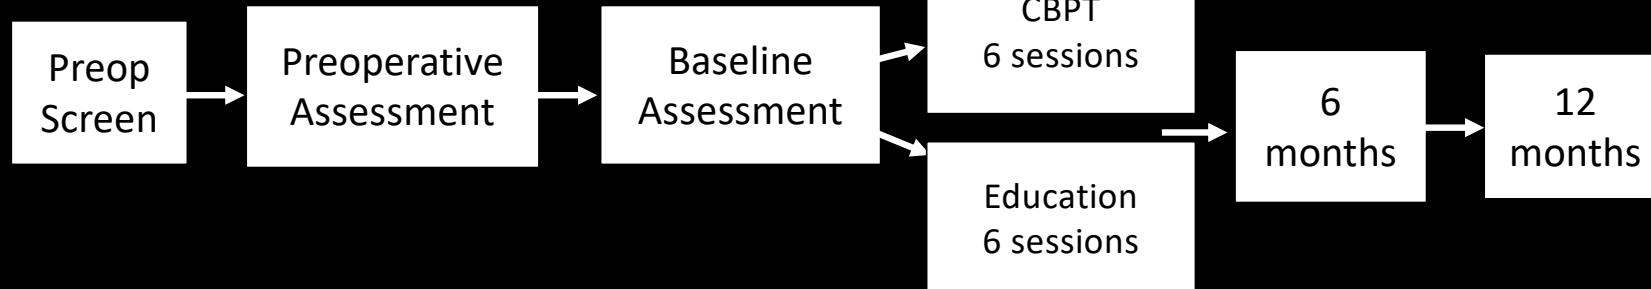 Preop
Screen
Preoperative
Assessment
Baseline
Assessment
CBPT
6 sessions
Education
6 sessions
6
months
12
months